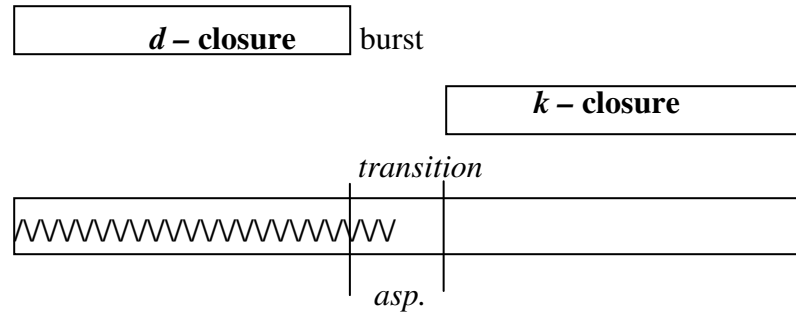 d – closure burst
k – closure
transition
asp.